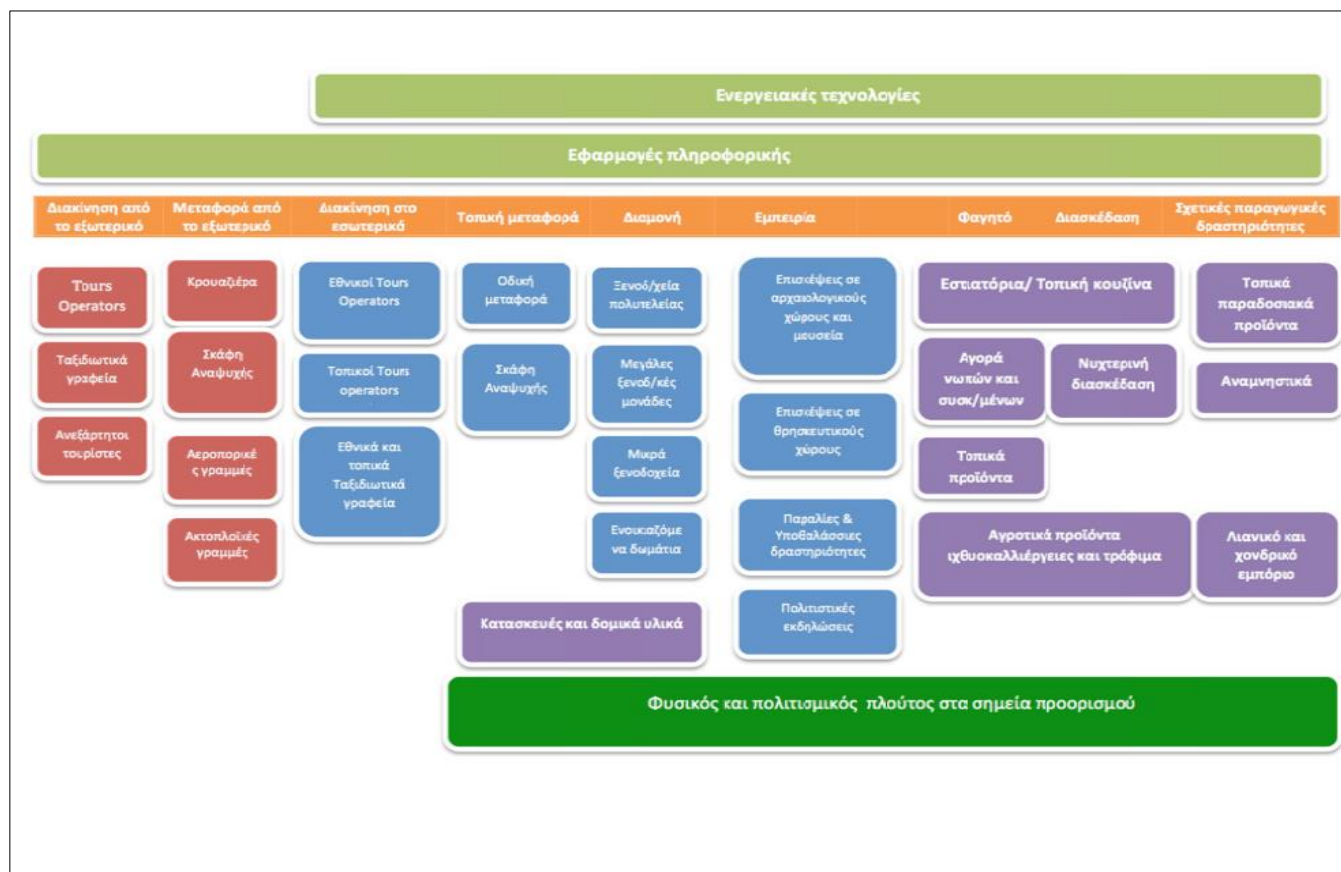 Ενεργειακές τεχνολογίες
Εφαρμογές πληροφορικής
Διακίνηση από
το εξωτερικό
Μεταφορά από
το εξωτερικό
Διακίνηση στο
εσωτερικό
Τοπική μεταφορά
Διαμονή
Εμπειρία
Φαγητό
Διασκέδαση
Σχετικές παραγωγικές
δραστηριότητες
Tours
Operators
Ταξιδιωτικά
γραφεία
Ανεξάρτητοι
τουρίστες
Κρουαζιέρα
Σκάφη
Αναψυχής
Αεροπορικέ
ς γραμμές
Ακτοπλοϊκές
γραμμές
Εθνικοί Tours
Operators
Τοπικοί Tours
operators
Εθνικά και
τοπικά
Ταξιδιωτικά
γραφεία
Οδική
μεταφορά
Σκάφη
Αναψυχής
Ξενοδ/χεία
πολυτελείας
Μεγάλες
ξενοδ/κές
μονάδες
Μικρά
ξενοδοχεία
Ενοικιαζόμε
να δωμάτια
Κατασκευές και δομικά υλικά
Επισκέψεις σε
αρχαιολογικούς
χώρους και
μουσεία
Επισκέψεις σε
θρησκευτικούς
χώρους
Παραλίες &
Υποθαλάσσιες
δραστηριότητες
Πολιτιστικές
εκδηλώσεις
Εστιατόρια/ Τοπική κουζίνα
Αγορά
νωπών και
συσκ/μένων
Νυχτερινή
διασκέδαση
Τοπικά
προϊόντα
Αγροτικά προϊόντα
ιχθυοκαλλιέργειες και τρόφιμα
Τοπικά
παραδοσιακά
προϊόντα
Αναμνηστικά
Λιανικό και
χονδρικό
εμπόριο
Φυσικός και πολιτισμικός πλούτος στα σημεία προορισμού